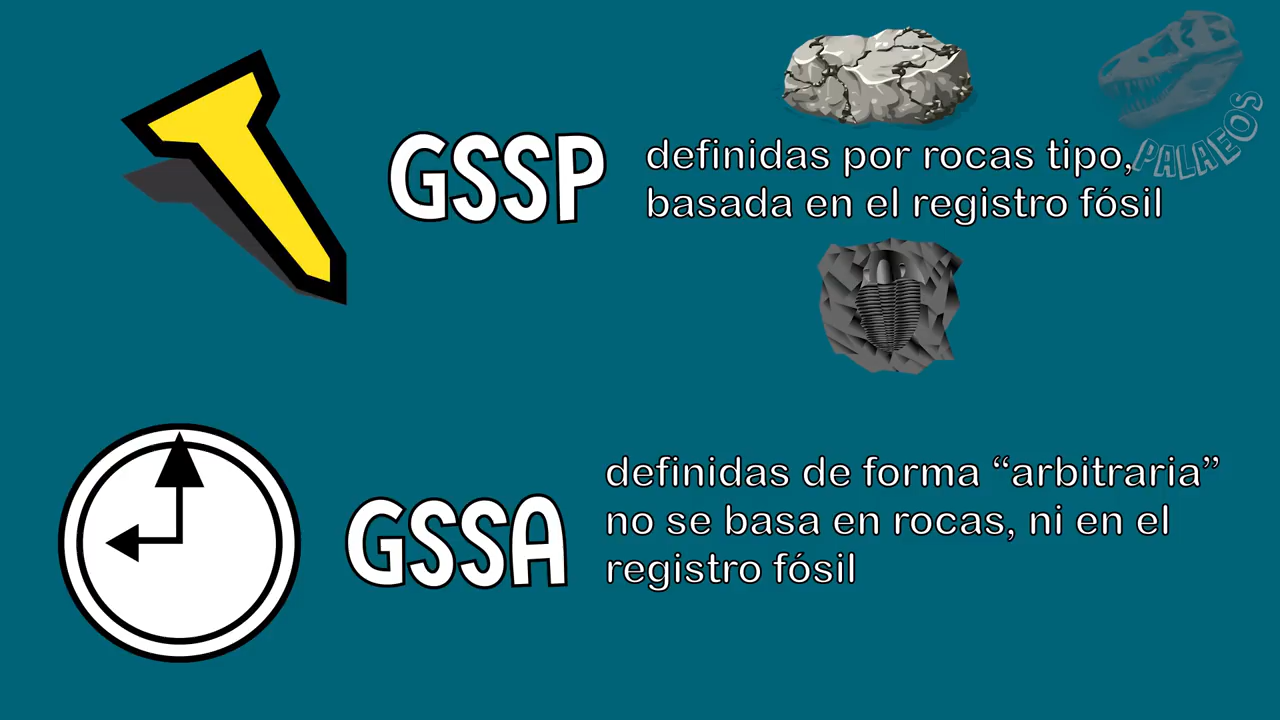 GSSP
definidas por rocas tipo,
basada en el registro fósil
PALAEOS
GSSA
definidas de forma “arbitraria”
no se basa en rocas, ni en el
registro fósil